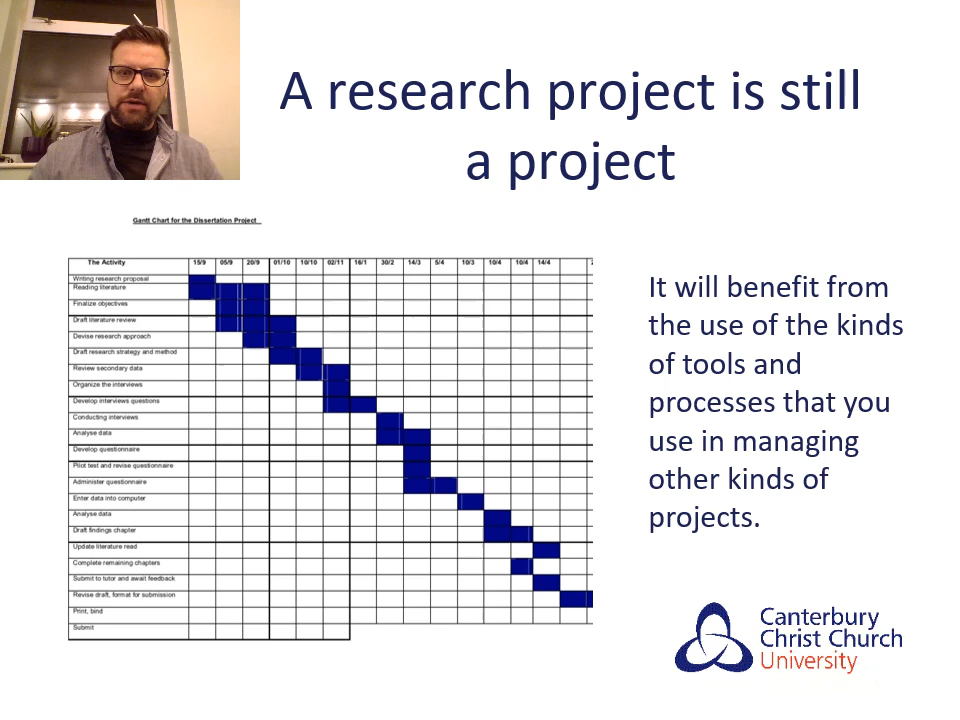 A research project is still
a project
Gantt Chart for the Dissertation Project
The Activity 15/9 05/9 20/9 01/10 10/10 02/11 16/1 30/2 14/3 5/4 10/3 10/4 10/4 14/4
Writing research proposal
Reading literature
Finalize objectives
Draft literature review
Devise research approach
Draft research strategy and method
Review secondary data
Organize the interviews
Develop interviews questions
Conducting interviews
Analyse data
Develop questionnaire
Pilot test and revise questionnaire
Administer questionnaire
Enter data into computer
Analyse data
Draft findings chapter
Update literature read
Complete remaining chapters
Submit to tutor and await feedback
Revise draft, format for submission
Print, bind
Submit
It will benefit from
the use of the kinds
of tools and
processes that you
use in managing
other kinds of
projects.
Canterbury
Christ Church
University